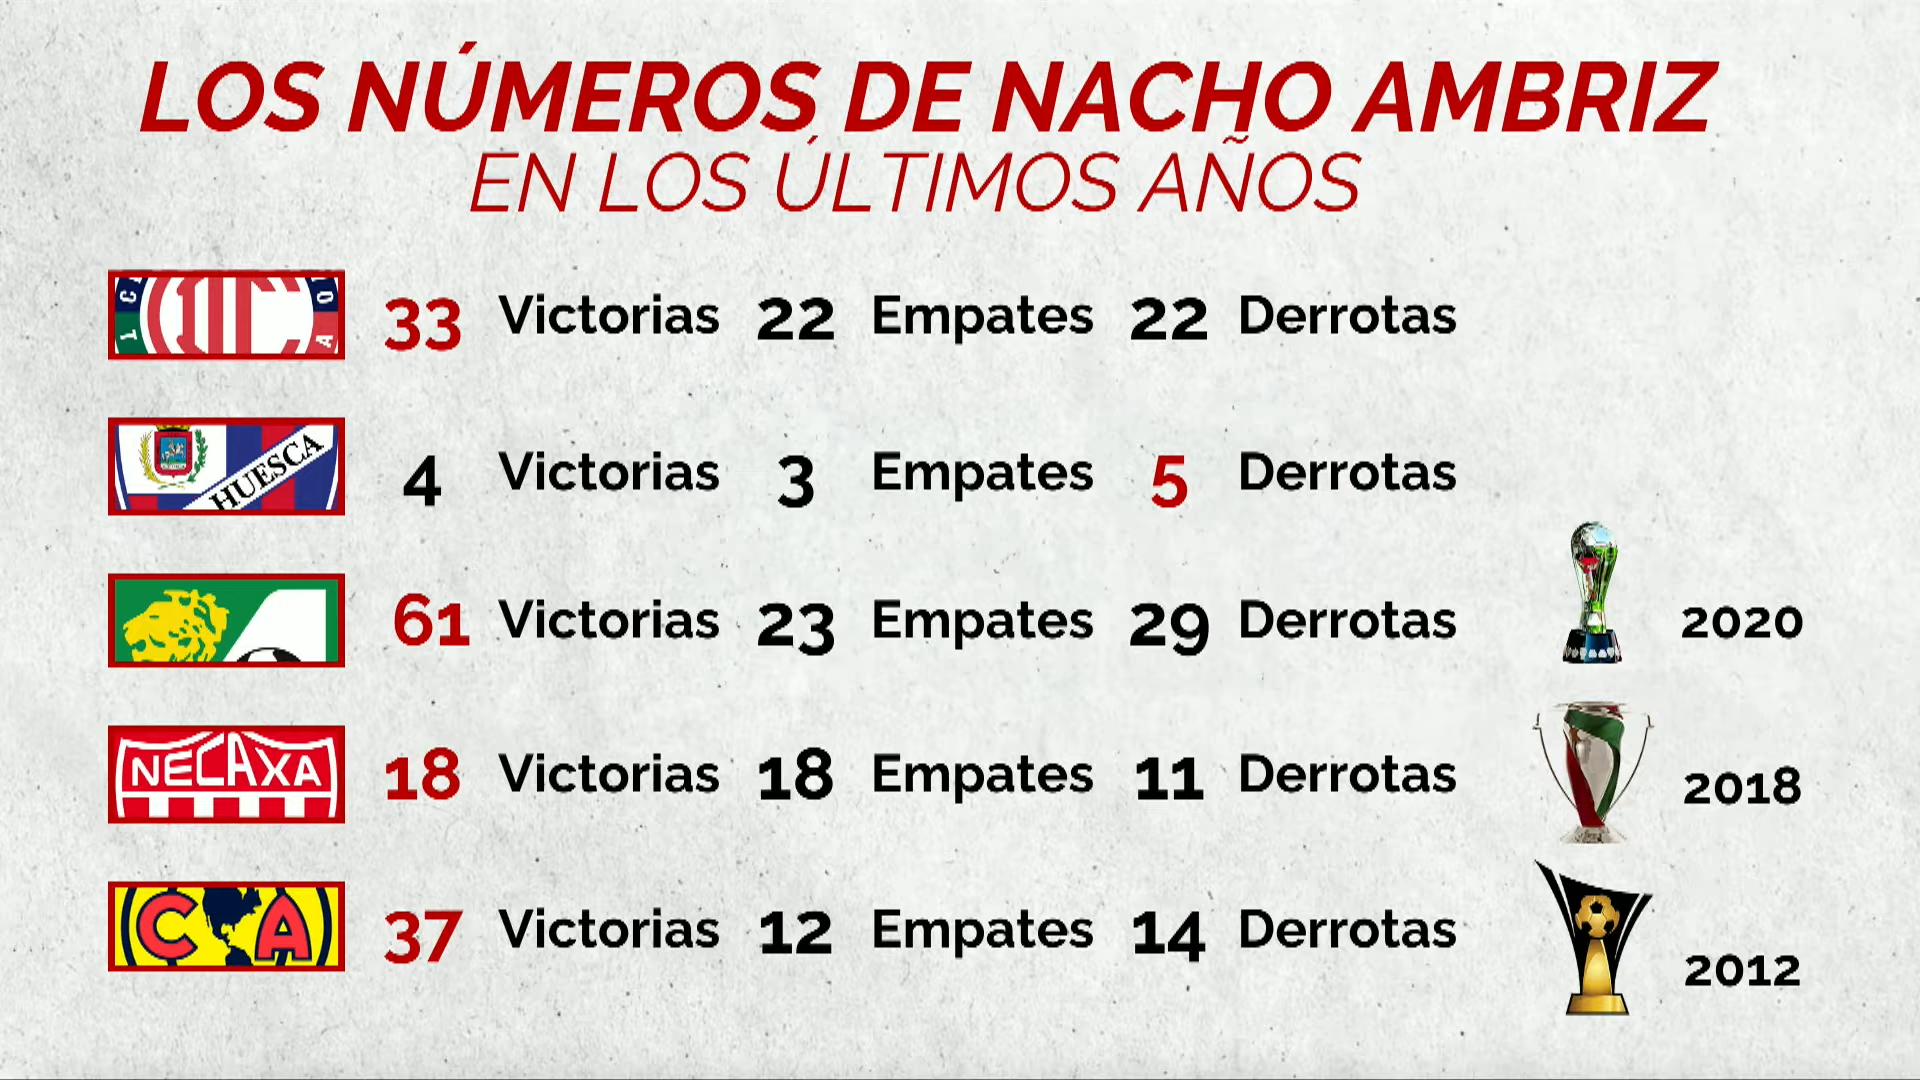 LOS NÚMEROS DE NACHO AMBRIZ
EN LOS ÚLTIMOS AÑOS
33 Victorias 22 Empates 22 Derrotas
HUESCA 4 Victorias 3 Empates 5 Derrotas
61 Victorias 23 Empates 29 Derrotas 2020
NECAXA 18 Victorias 18 Empates 11 Derrotas 2018
CA 37 Victorias 12 Empates 14 Derrotas 2012